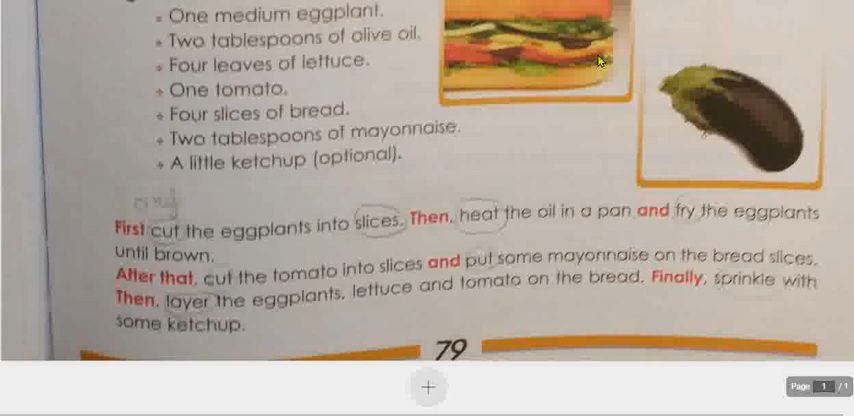 One medium eggplant.
Two tablespoons of olive oil.
Four leaves of lettuce.
One tomato.
Four slices of bread.
Two tablespoons of mayonnaise.
A little ketchup (optional).
First cut the eggplants into slices. Then, heat the oil in a pan and fry the eggplants
until brown.
After that, cut the tomato into slices and put some mayonnaise on the bread slices.
Then, layer the eggplants, lettuce and tomato on the bread. Finally, sprinkle with
some ketchup.
79
Page 1 / 1